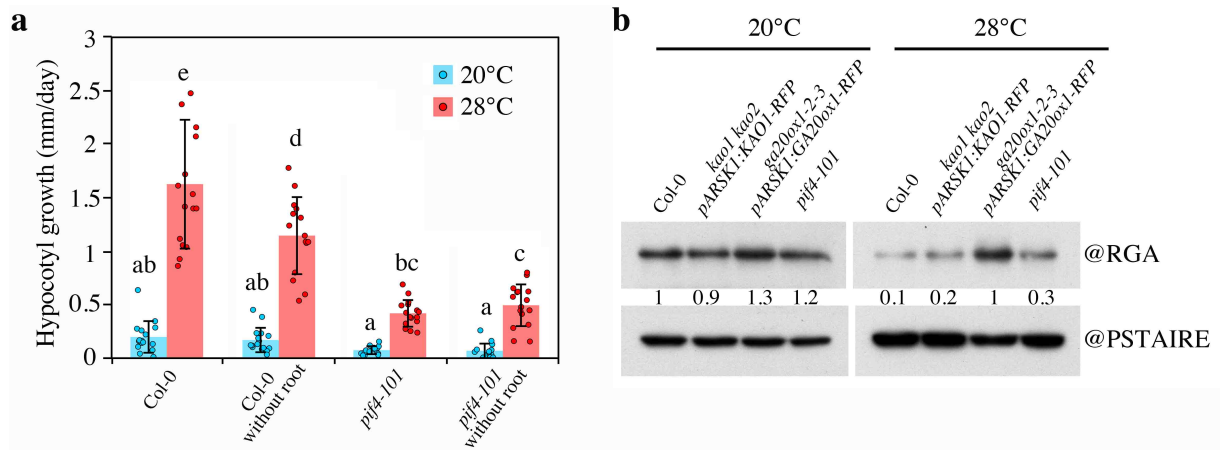 a
Hypocotyl growth (mm/day)
3
2.5
2
1.5
1
0.5
0
20°C
28°C
ab
e
ab
d
a
bc
a
c
Col-0
Col-0
without root
pif4-101
pif4-101
without root
b
20°C
28°C
Col-0
kao1 kao2
pARSK1:KAO1-RFP
ga20ox1-2-3
pARSK1:GA20ox1-RFP
pif4-101
Col-0
kao1 kao2
pARSK1:KAO1-RFP
ga20ox1-2-3
pARSK1:GA20ox1-RFP
pif4-101
@RGA
1 0.9 1.3 1.2 0.1 0.2 1 0.3
@PSTAIRE